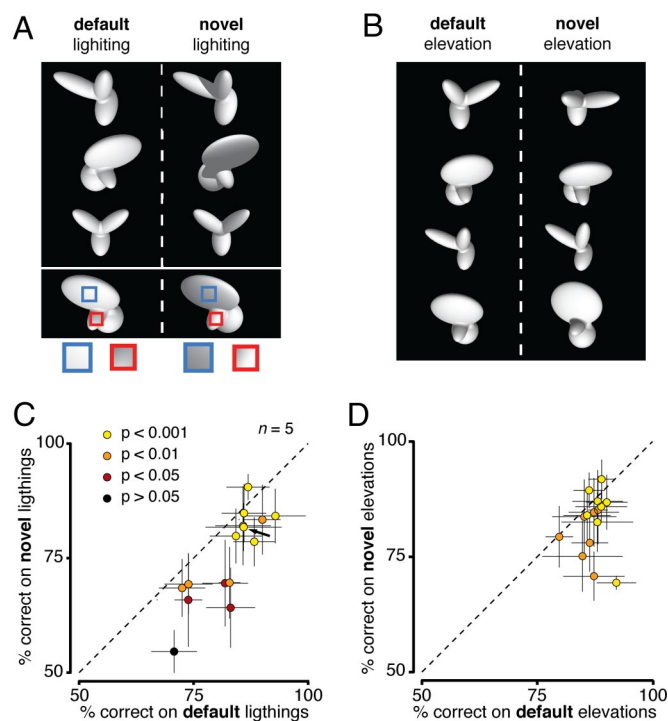 A
default
lighiting
novel
lighiting
B
default
elevation
novel
elevation
C
100
75
50
% correct on novel ligthings
p < 0.001
p < 0.01
p < 0.05
p > 0.05
n = 5
50
75
100
% correct on default ligthings
D
100
75
50
% correct on novel elevations
50
75
100
% correct on default elevations